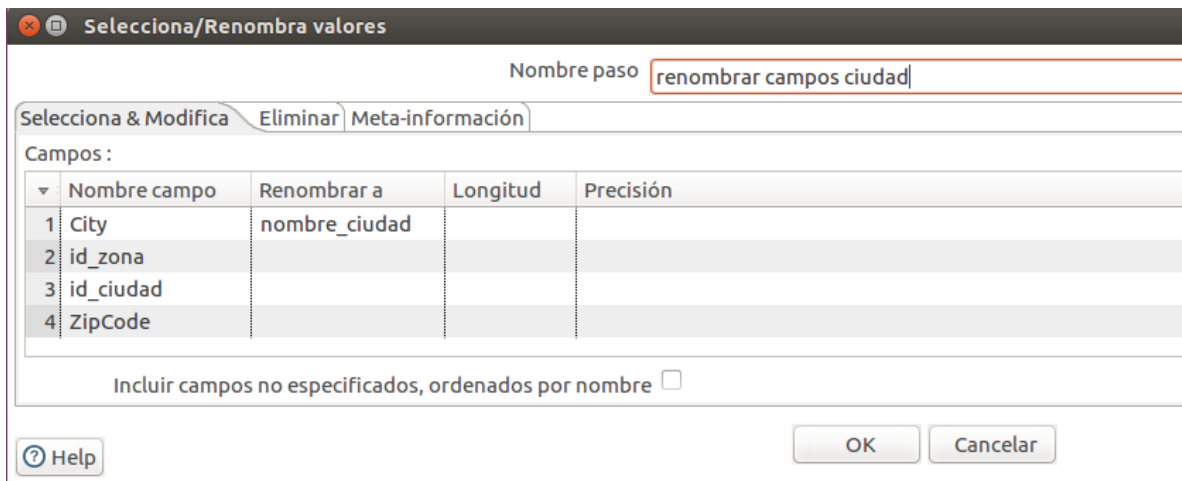 Selecciona/Renombra valores
Nombre paso renombrar campos ciudad
Selecciona & Modifica Eliminar Meta-información
Campos :
Nombre campo Renombrar a Longitud Precisión
1 City nombre_ciudad
2 id_zona
3 id_ciudad
4 ZipCode
Incluir campos no especificados, ordenados por nombre
Help OK Cancelar